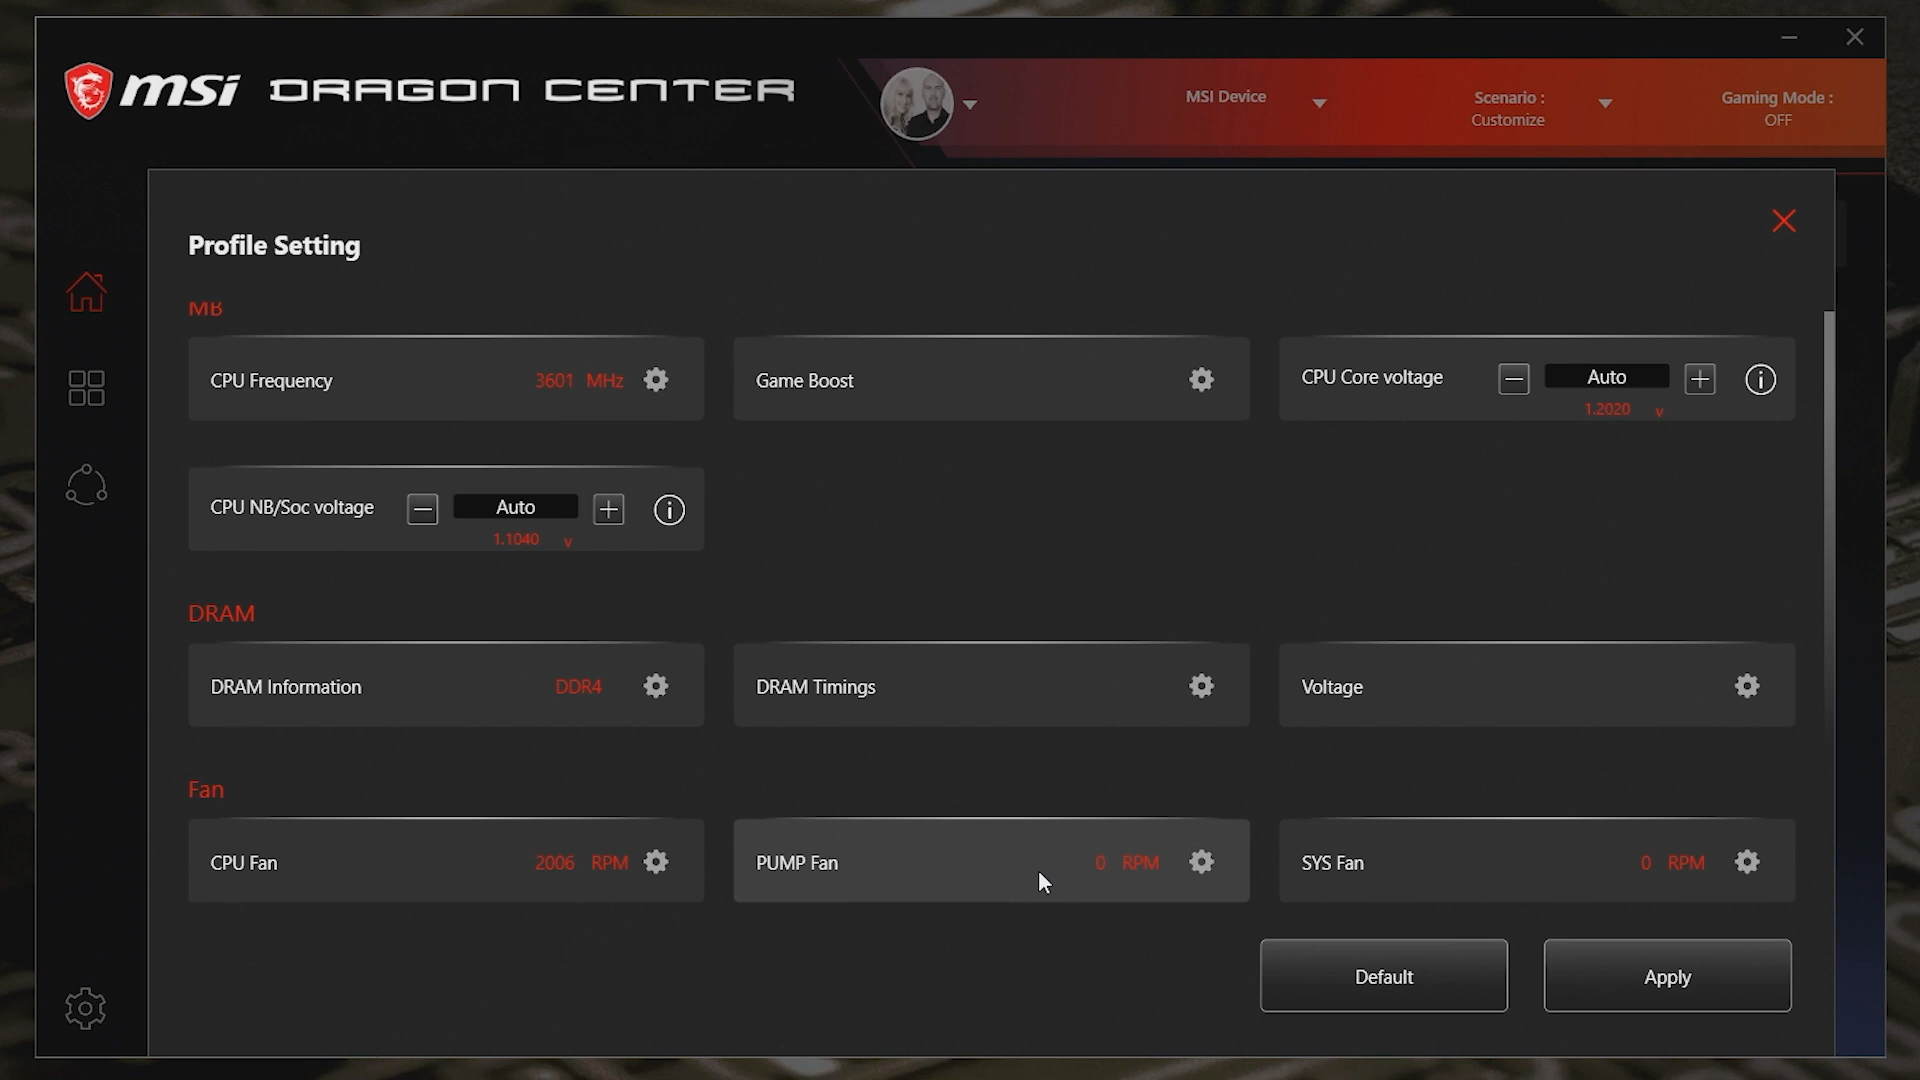 msi DRAGON CENTER
MSI Device
Scenario :
Customize
Gaming Mode :
OFF
Profile Setting
MB
CPU Frequency 3601 MHz
Game Boost
CPU Core voltage Auto
1.2020 v
CPU NB/Soc voltage Auto
1.1040 v
DRAM
DRAM Information DDR4
DRAM Timings
Voltage
Fan
CPU Fan 2006 RPM
PUMP Fan 0 RPM
SYS Fan 0 RPM
Default
Apply